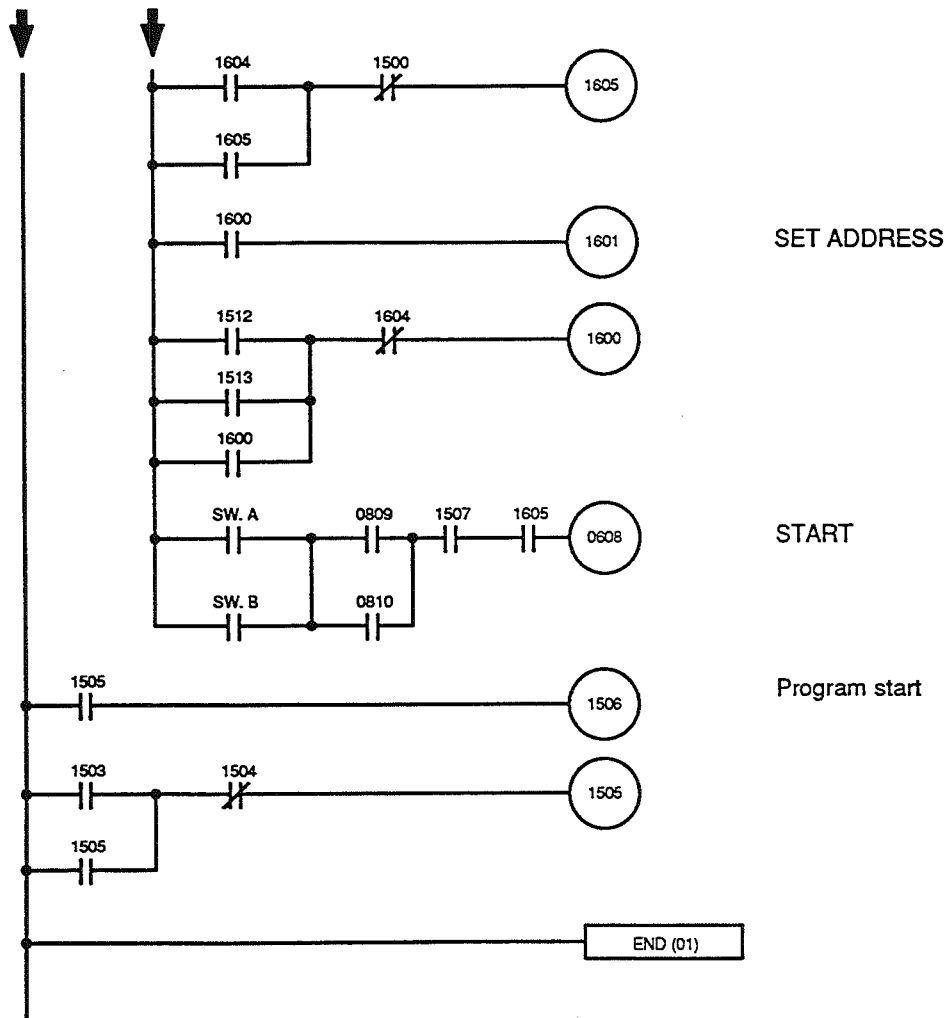 1604 1500
1605
1605
1600
1601 SET ADDRESS
1512 1604
1600
1513
1600
SW. A 0809 1507 1605
0608 START
SW. B 0810
1505
1506 Program start
1503 1504
1505
1505
END (01)